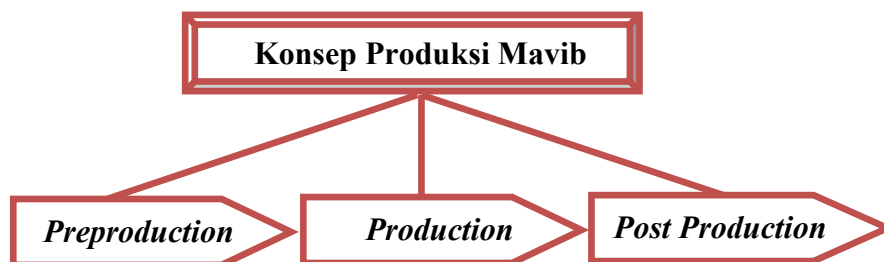 Konsep Produksi Mavib
Preproduction
Production
Post Production